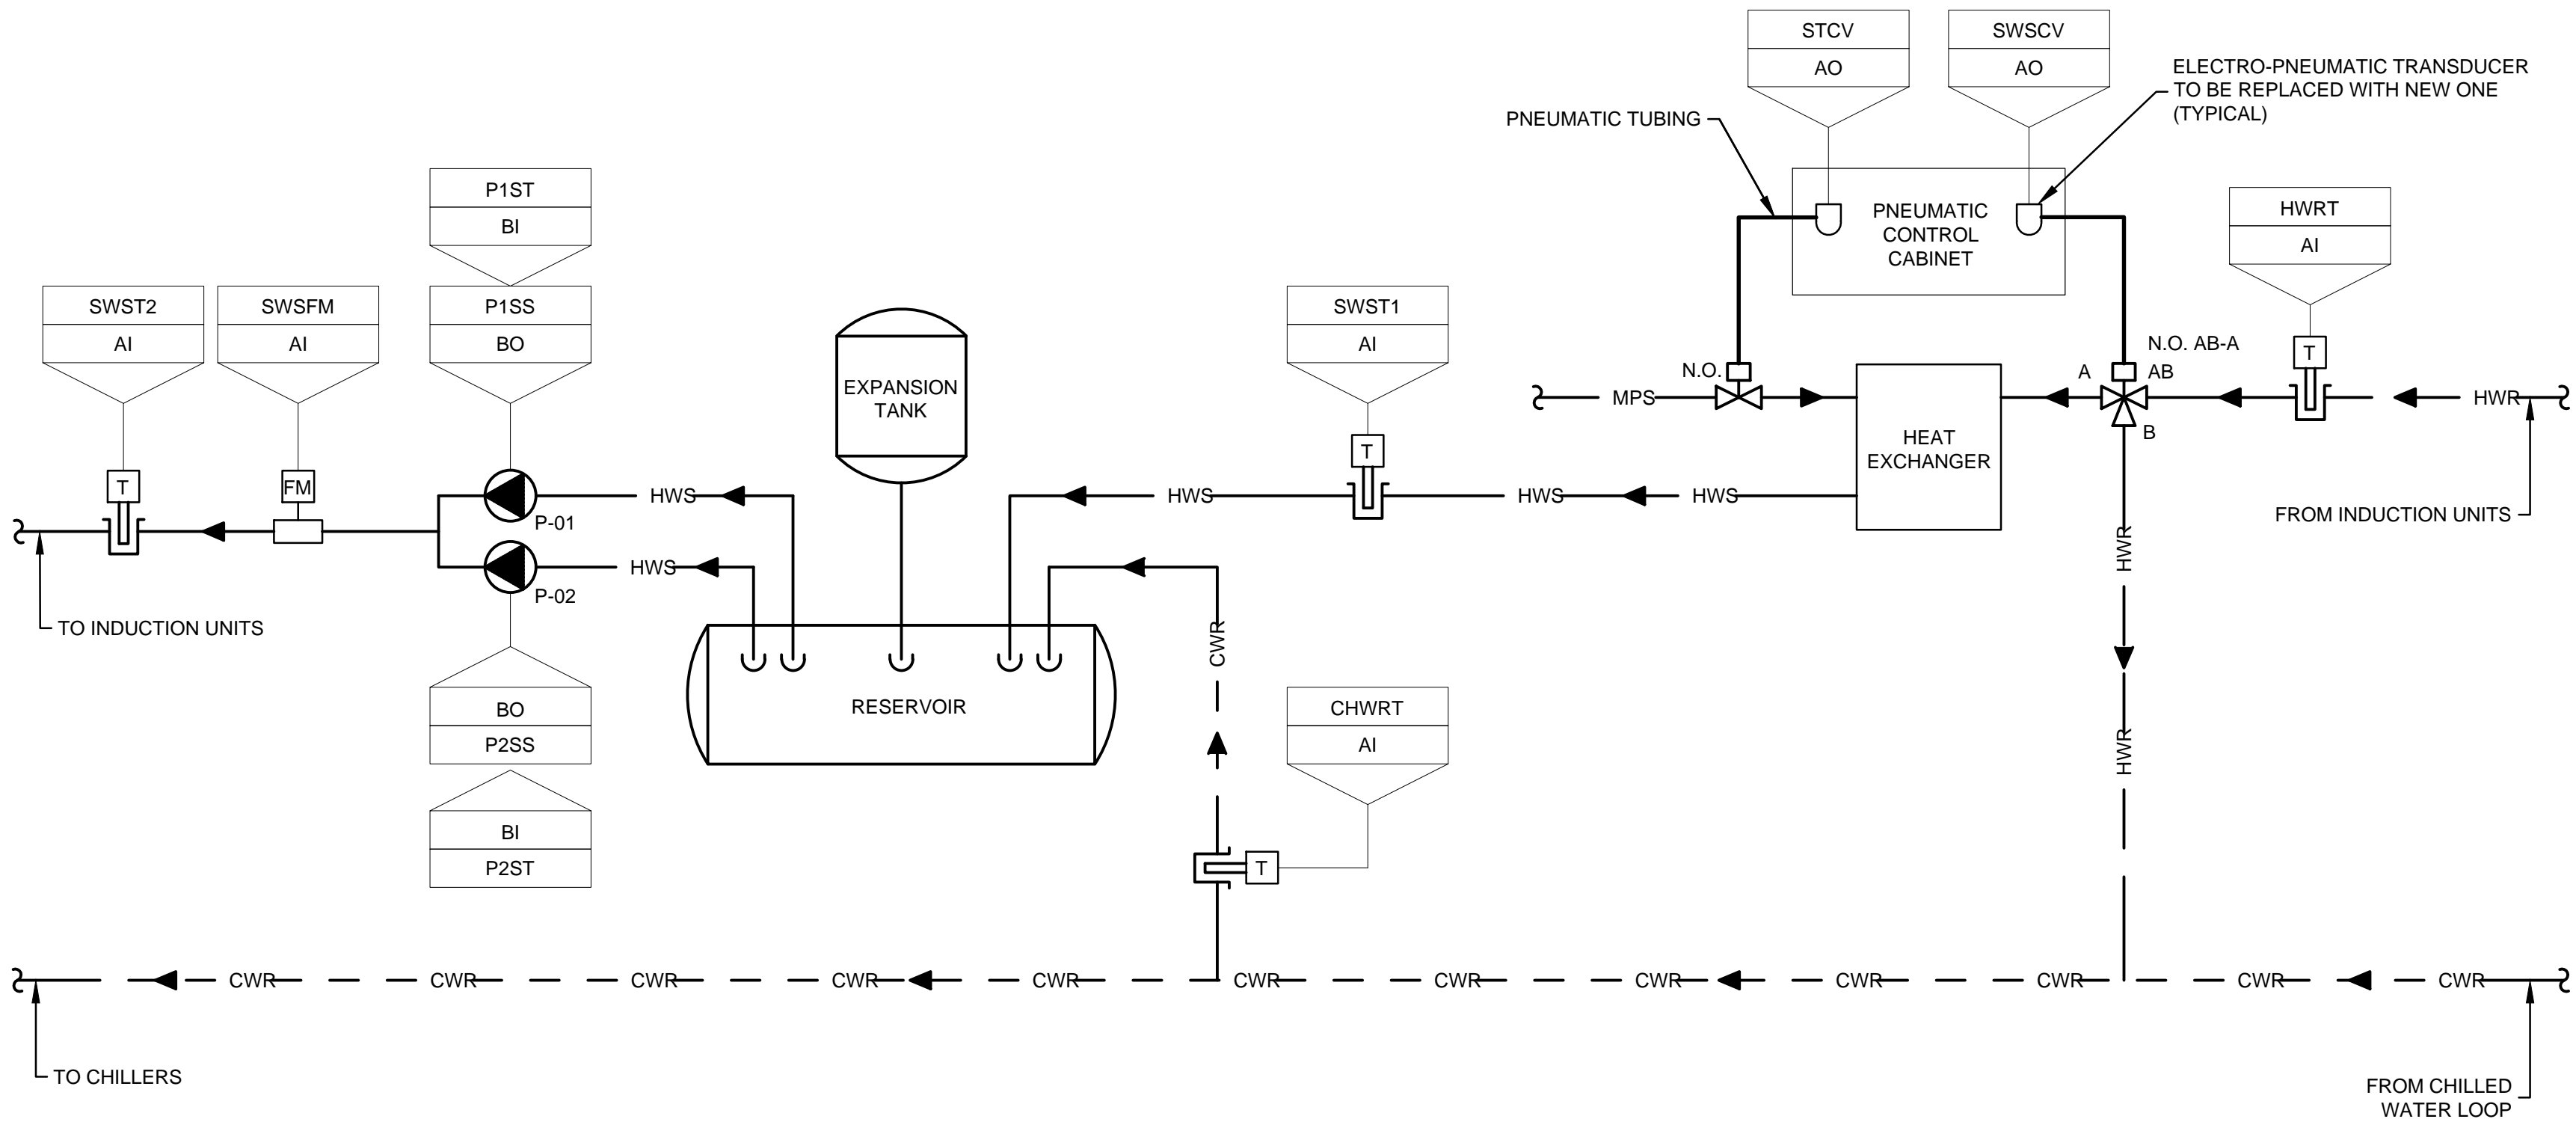 STCV
AO
SWSCV
AO
ELECTRO-PNEUMATIC TRANSDUCER
TO BE REPLACED WITH NEW ONE
(TYPICAL)
PNEUMATIC TUBING
P1ST
BI
PNEUMATIC
CONTROL
CABINET
HWRT
AI
SWST2
AI
SWSFM
AI
P1SS
BO
SWST1
AI
EXPANSION
TANK
N.O.
N.O. AB-A
A
AB
B
T
MPS
HWR
HEAT
EXCHANGER
T
T
FM
P-01
HWS
HWS
HWS
HWS
FROM INDUCTION UNITS
P-02
HWS
HWR
TO INDUCTION UNITS
CWR
RESERVOIR
BO
P2SS
CHWRT
AI
HWR
BI
P2ST
T
CWR
CWR
CWR
CWR
CWR
CWR
CWR
CWR
CWR
CWR
CWR
CWR
TO CHILLERS
FROM CHILLED
WATER LOOP